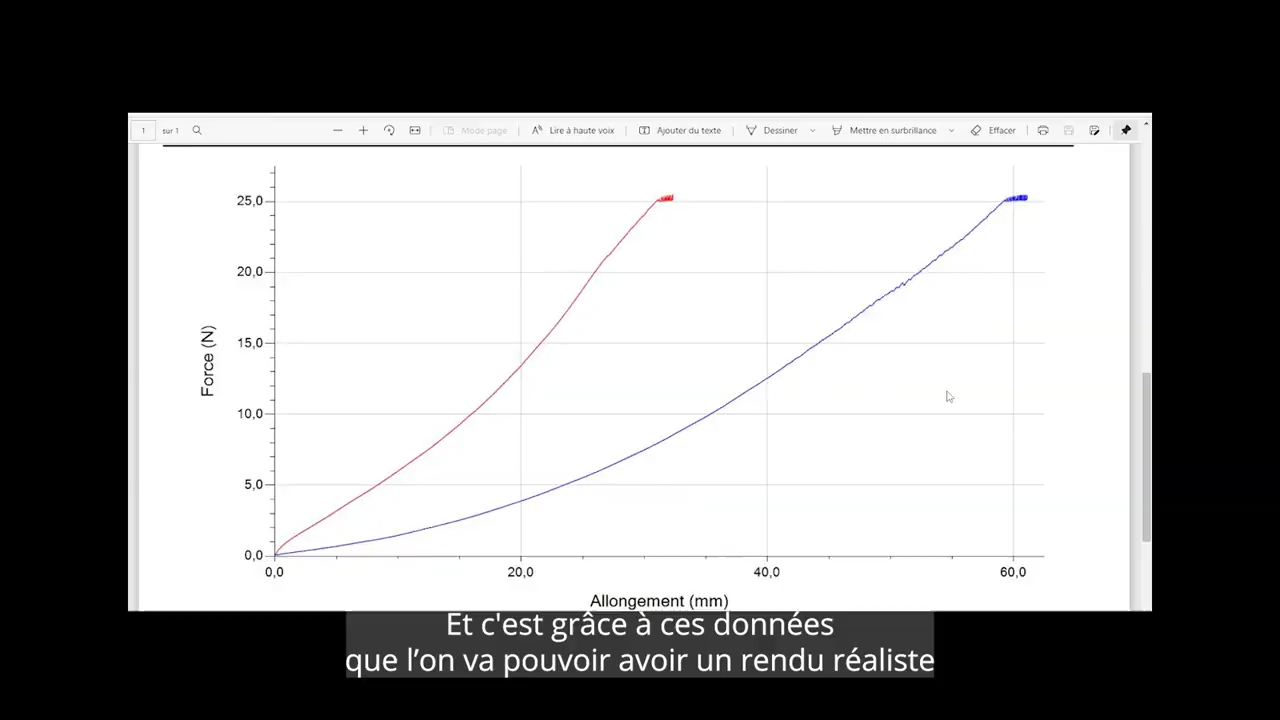 1 sur 1 Mode page Lire à haute voix Ajouter du texte Dessiner Mettre en surbrillance Effacer
25,0
20,0
15,0
Force (N)
10,0
5,0
0,0
0,0 20,0 40,0 60,0
Allongement (mm)
Et c'est grâce à ces données
que l’on va pouvoir avoir un rendu réaliste